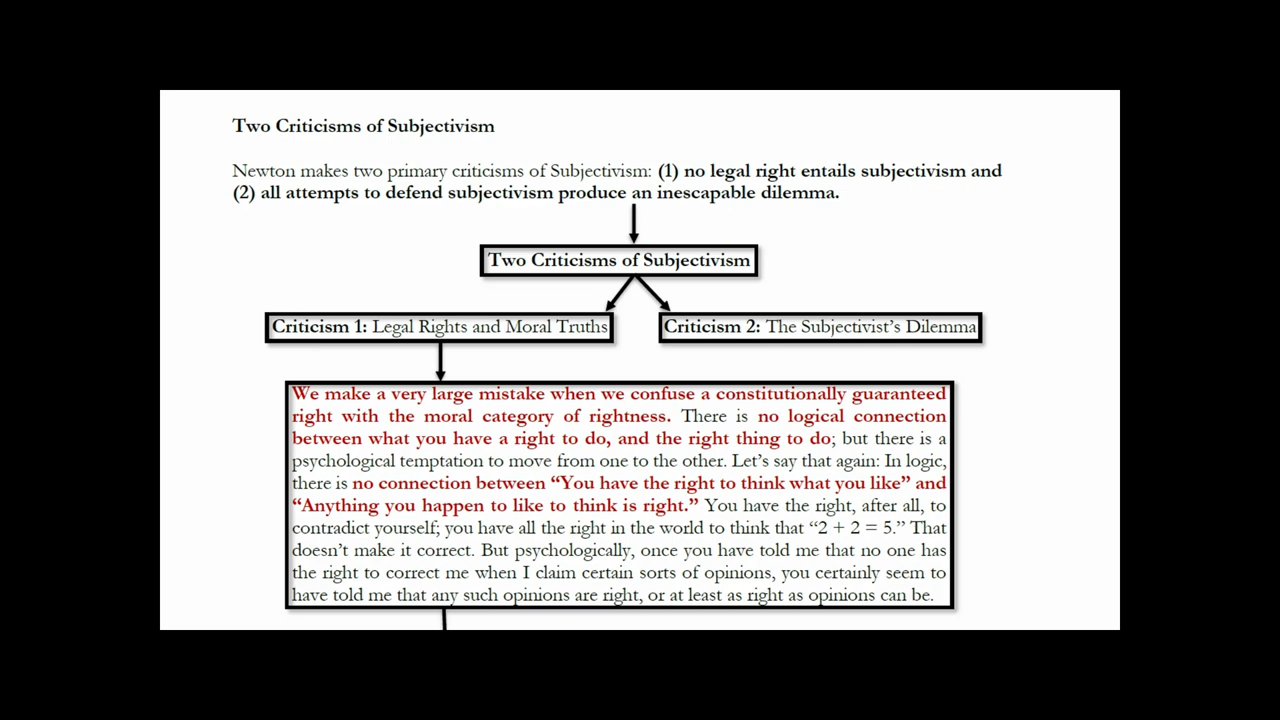 Two Criticisms of Subjectivism
Newton makes two primary criticisms of Subjectivism: (1) no legal right entails subjectivism and
(2) all attempts to defend subjectivism produce an inescapable dilemma.
Two Criticisms of Subjectivism
Criticism 1: Legal Rights and Moral Truths
Criticism 2: The Subjectivist's Dilemma
We make a very large mistake when we confuse a constitutionally guaranteed
right with the moral category of rightness. There is no logical connection
between what you have a right to do, and the right thing to do; but there is a
psychological temptation to move from one to the other. Let's say that again: In logic,
there is no connection between “You have the right to think what you like” and
“Anything you happen to like to think is right.” You have the right, after all, to
contradict yourself; you have all the right in the world to think that “2 + 2 = 5.” That
doesn't make it correct. But psychologically, once you have told me that no one has
the right to correct me when I claim certain sorts of opinions, you certainly seem to
have told me that any such opinions are right, or at least as right as opinions can be.